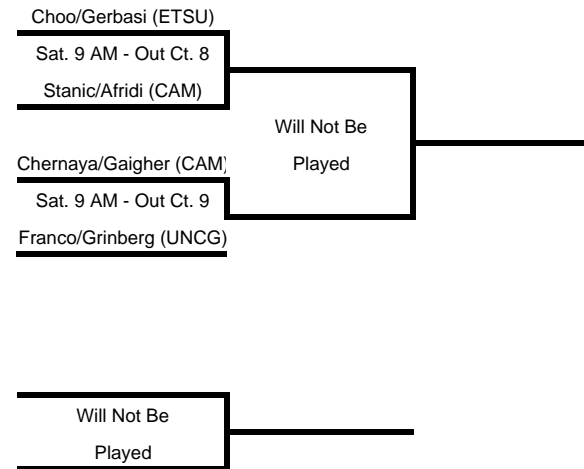 Choo/Gerbasi (ETSU)
Sat. 9 AM - Out Ct. 8
Stanic/Afridi (CAM)
Will Not Be
Played
Chernaya/Gaigher (CAM)
Sat. 9 AM - Out Ct. 9
Franco/Grinberg (UNCG)
Will Not Be
Played